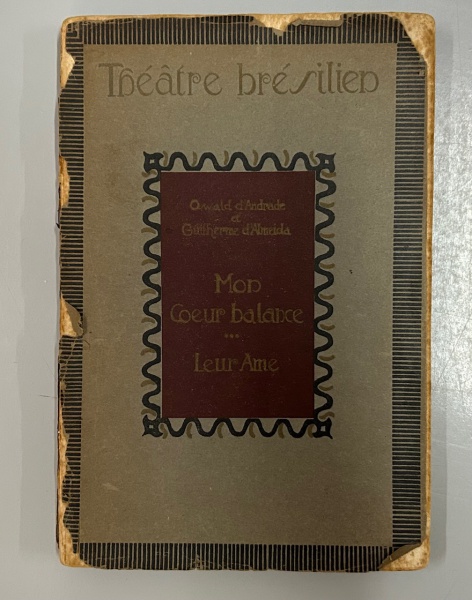 Théâtre brésilien
Oswald d'Andrade
et
Guilherme d'Almeida
Mon
Coeur balance
***
Leur Ame